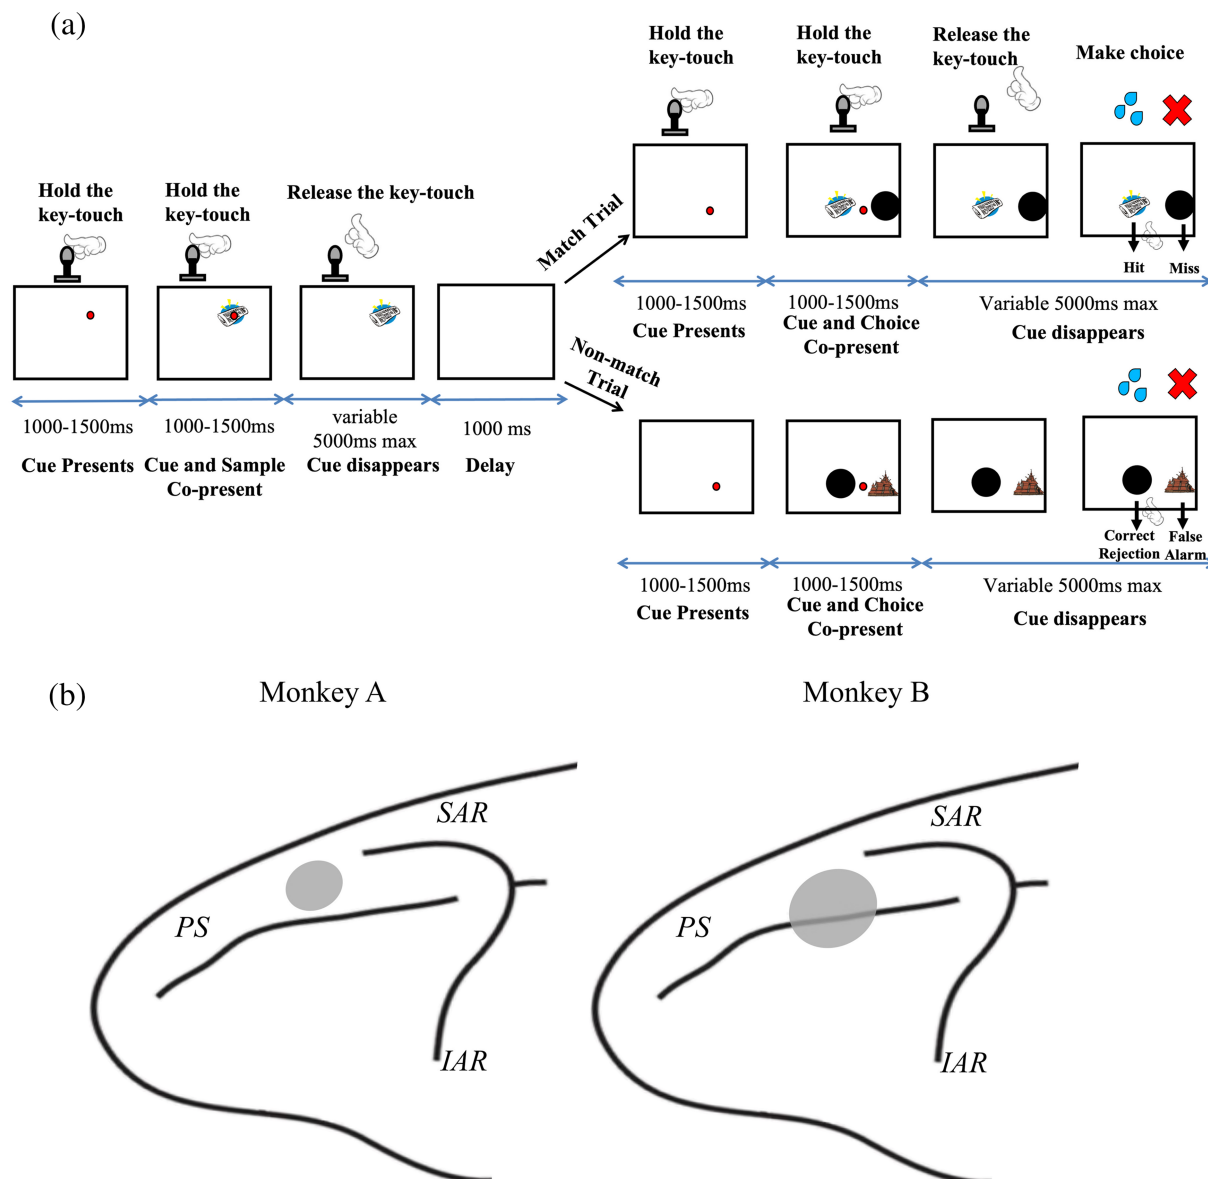 (a)
Hold the
key-touch
Hold the
key-touch
Release the key-touch
1000-1500ms
Cue Presents
1000-1500ms
Cue and Sample
Co-present
variable
5000ms max
Cue disappears
1000 ms
Delay
Match Trial
Non-match
Trial
Hold the
key-touch
Hold the
key-touch
Release the
key-touch
Make choice
Hit
Miss
1000-1500ms
Cue Presents
1000-1500ms
Cue and Choice
Co-present
Variable 5000ms max
Cue disappears
Correct
Rejection
False
Alarm
1000-1500ms
Cue Presents
1000-1500ms
Cue and Choice
Co-present
Variable 5000ms max
Cue disappears
(b)
Monkey A
Monkey B
SAR
PS
IAR
SAR
PS
IAR